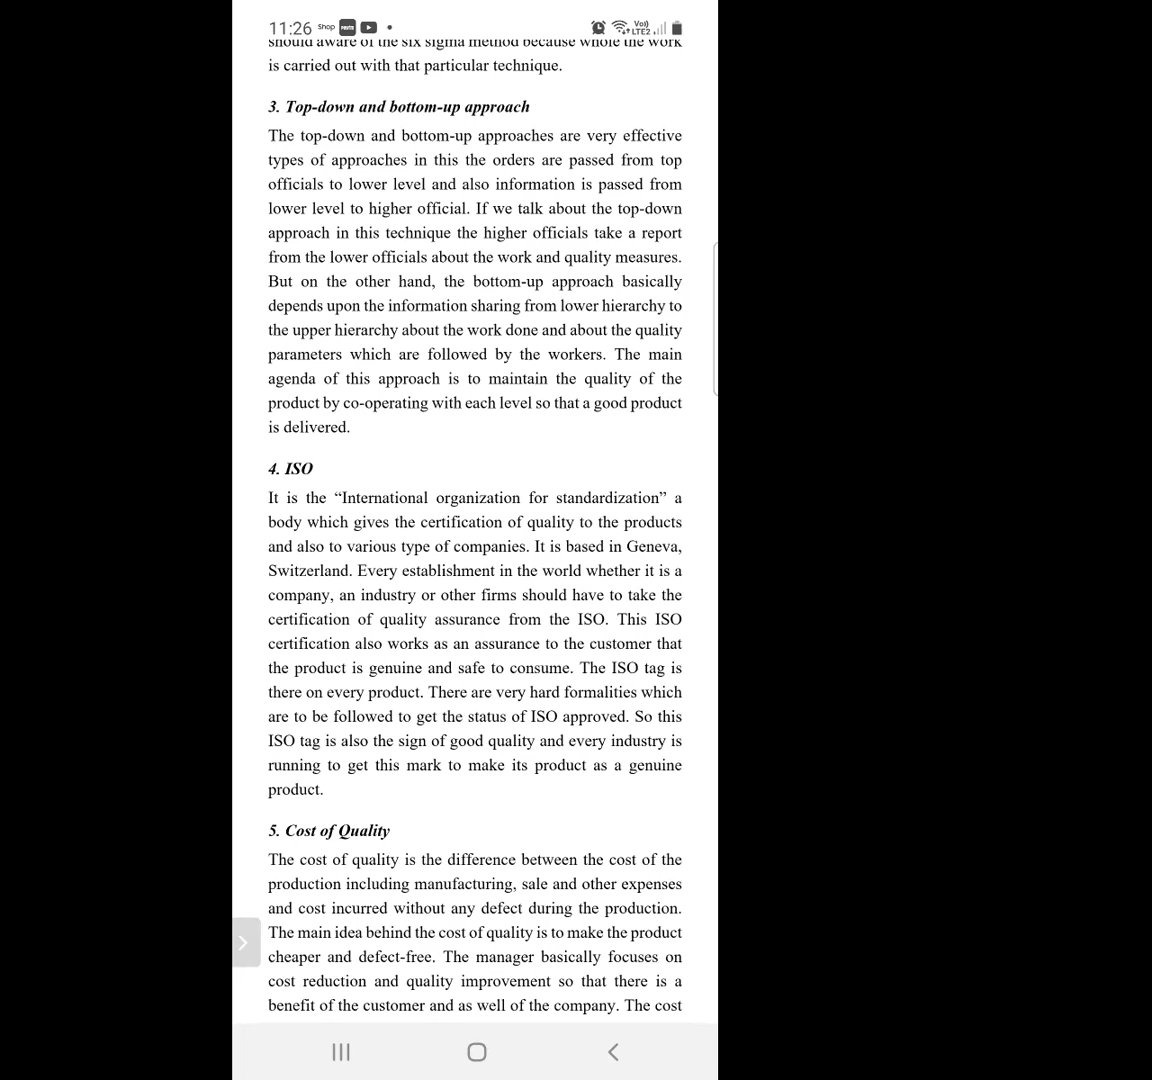 11:26 Shop
Vo))
LTE2
should aware of the six sigma method because whole the work
is carried out with that particular technique.
3. Top-down and bottom-up approach
The top-down and bottom-up approaches are very effective
types of approaches in this the orders are passed from top
officials to lower level and also information is passed from
lower level to higher official. If we talk about the top-down
approach in this technique the higher officials take a report
from the lower officials about the work and quality measures.
But on the other hand, the bottom-up approach basically
depends upon the information sharing from lower hierarchy to
the upper hierarchy about the work done and about the quality
parameters which are followed by the workers. The main
agenda of this approach is to maintain the quality of the
product by co-operating with each level so that a good product
is delivered.
4. ISO
It is the “International organization for standardization” a
body which gives the certification of quality to the products
and also to various type of companies. It is based in Geneva,
Switzerland. Every establishment in the world whether it is a
company, an industry or other firms should have to take the
certification of quality assurance from the ISO. This ISO
certification also works as an assurance to the customer that
the product is genuine and safe to consume. The ISO tag is
there on every product. There are very hard formalities which
are to be followed to get the status of ISO approved. So this
ISO tag is also the sign of good quality and every industry is
running to get this mark to make its product as a genuine
product.
5. Cost of Quality
The cost of quality is the difference between the cost of the
production including manufacturing, sale and other expenses
and cost incurred without any defect during the production.
The main idea behind the cost of quality is to make the product
cheaper and defect-free. The manager basically focuses on
cost reduction and quality improvement so that there is a
benefit of the customer and as well of the company. The cost